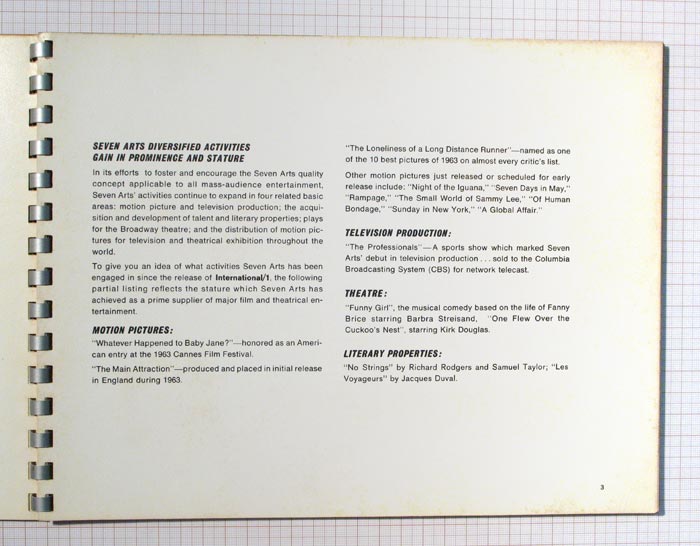 SEVEN ARTS DIVERSIFIED ACTIVITIES
GAIN IN PROMINENCE AND STATURE
In its efforts to foster and encourage the Seven Arts quality
concept applicable to all mass-audience entertainment,
Seven Arts' activities continue to expand in four related basic
areas: motion picture and television production; the acqui-
sition and development of talent and literary properties; plays
for the Broadway theatre; and the distribution of motion pic-
tures for television and theatrical exhibition throughout the
world.
To give you an idea of what activities Seven Arts has been
engaged in since the release of International/1, the following
partial listing reflects the stature which Seven Arts has
achieved as a prime supplier of major film and theatrical en-
tertainment.
MOTION PICTURES:
"Whatever Happened to Baby Jane?"—honored as an Ameri-
can entry at the 1963 Cannes Film Festival.
"The Main Attraction"—produced and placed in initial release
in England during 1963.
"The Loneliness of a Long Distance Runner"—named as one
of the 10 best pictures of 1963 on almost every critic's list.
Other motion pictures just released or scheduled for early
release include: "Night of the Iguana," "Seven Days in May,"
"Rampage," "The Small World of Sammy Lee," "Of Human
Bondage," "Sunday in New York," "A Global Affair."
TELEVISION PRODUCTION:
"The Professionals"—A sports show which marked Seven
Arts' debut in television production . . . sold to the Columbia
Broadcasting System (CBS) for network telecast.
THEATRE:
"Funny Girl", the musical comedy based on the life of Fanny
Brice starring Barbra Streisand, "One Flew Over the
Cuckoo's Nest", starring Kirk Douglas.
LITERARY PROPERTIES:
"No Strings" by Richard Rodgers and Samuel Taylor; "Les
Voyageurs" by Jacques Duval.
3